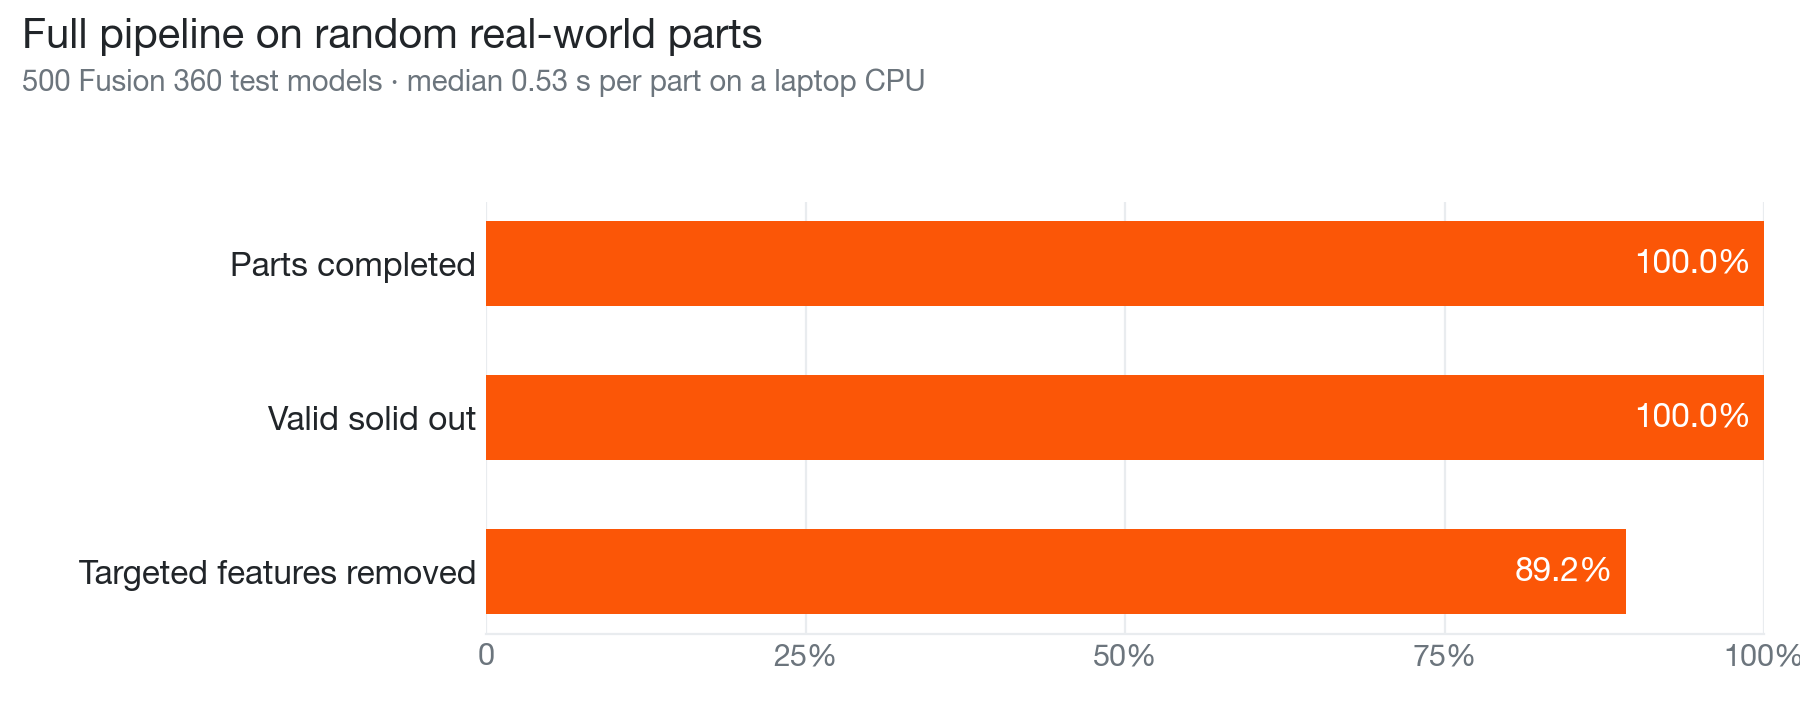 Full pipeline on random real-world parts
500 Fusion 360 test models · median 0.53 s per part on a laptop CPU
Parts completed
100.0%
Valid solid out
100.0%
Targeted features removed
89.2%
0
25%
50%
75%
100%